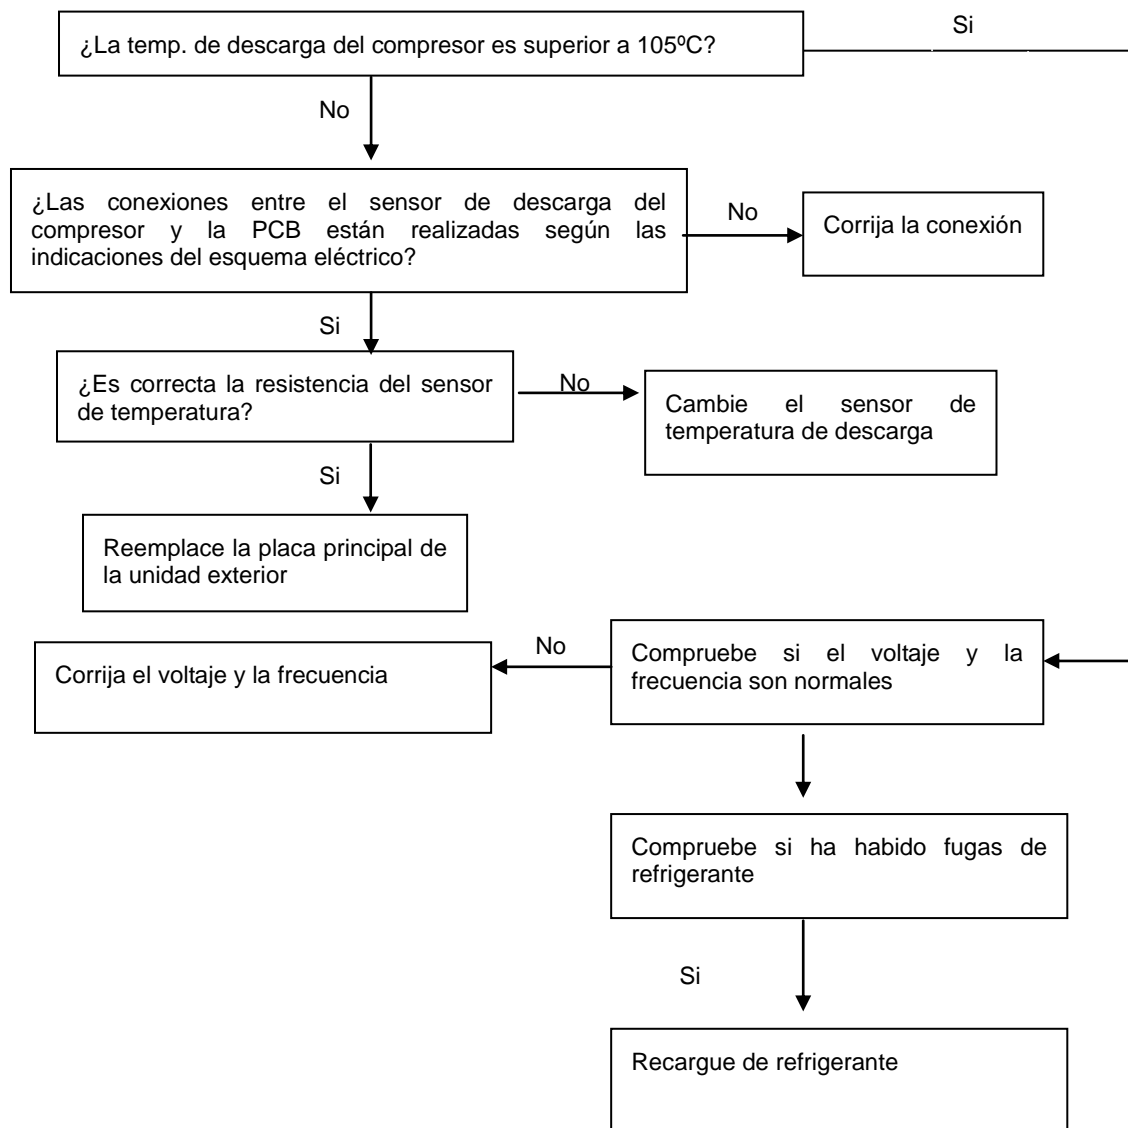 Si
¿La temp. de descarga del compresor es superior a 105ºC?
No
¿Las conexiones entre el sensor de descarga del
compresor y la PCB están realizadas según las
indicaciones del esquema eléctrico?
No
Corrija la conexión
Si
¿Es correcta la resistencia del sensor
de temperatura?
No
Cambie el sensor de
temperatura de descarga
Si
Reemplace la placa principal de
la unidad exterior
No
Corrija el voltaje y la frecuencia
Compruebe si el voltaje y la
frecuencia son normales
Compruebe si ha habido fugas de
refrigerante
Si
Recargue de refrigerante